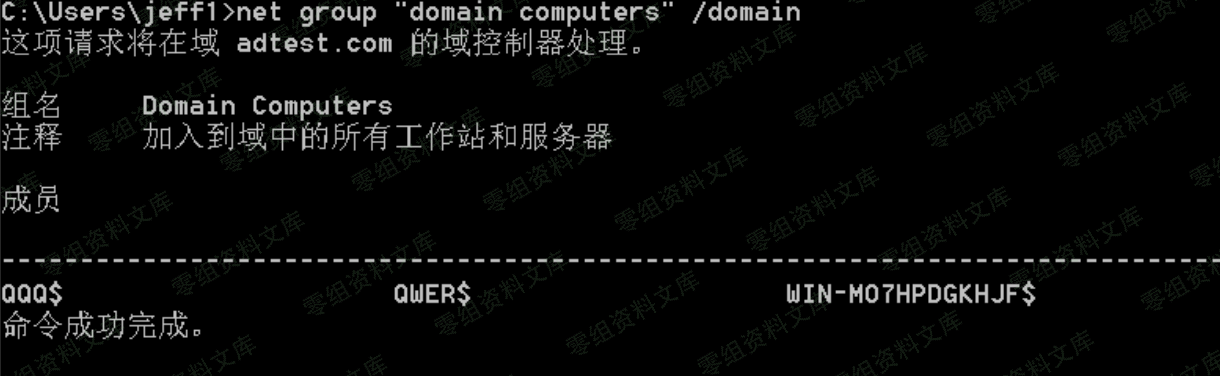 C:\Users\jeff1>net group "domain computers" /domain
这项请求将在域 adtest.com 的域控制器处理。
组名 Domain Computers
注释 加入到域中的所有工作站和服务器
成员
-------------------------------------------------------------------------------
QQQ$ QWER$ WIN-MO7HPDGKHJF$
命令成功完成。
零组资料文库